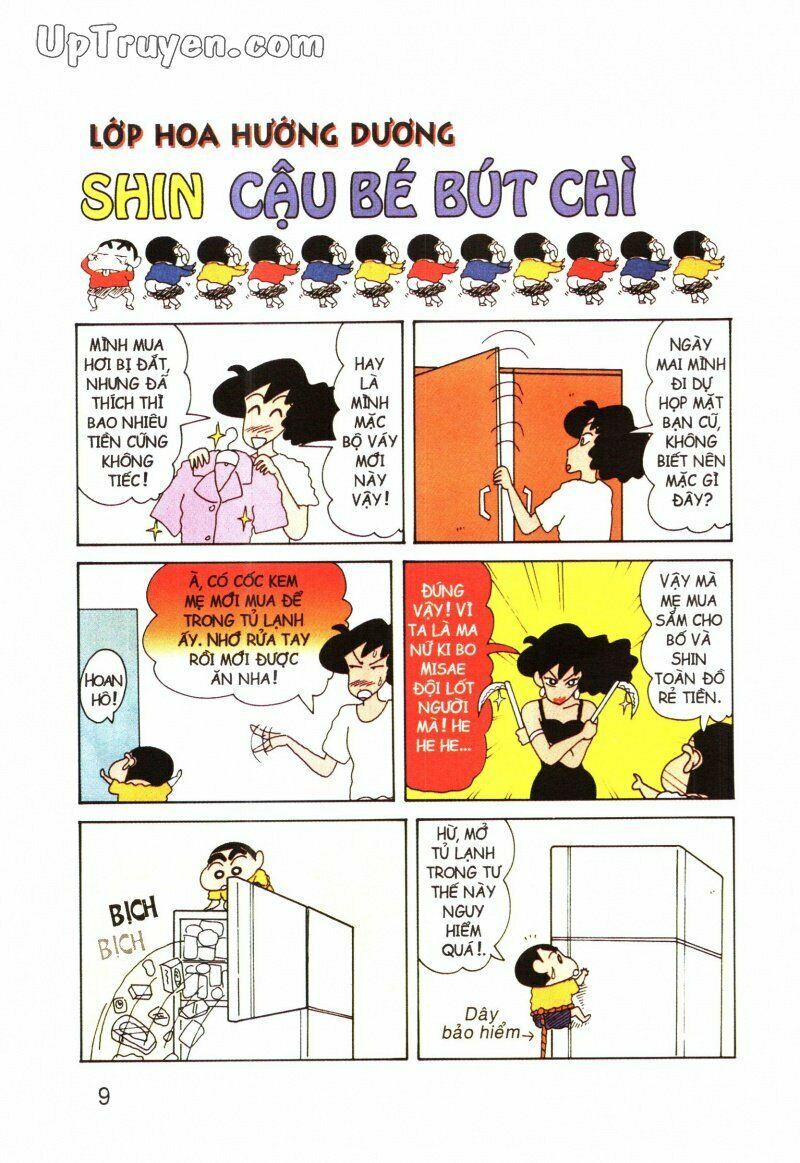 UpTruyen.com
LỚP HOA HƯỚNG DƯƠNG
SHIN CẬU BÉ BÚT CHÌ
NGÀY
MAI MÌNH
ĐI DỰ
HỌP MẶT
BẠN CŨ,
KHÔNG
BIẾT NÊN
MẶC GÌ
ĐÂY?
HAY
LÀ
MÌNH
MẶC
BỘ VÁY
MỚI
NÀY
VẬY!
MÌNH MUA
HƠI BỊ ĐẮT,
NHƯNG ĐÃ
THÍCH THÌ
BAO NHIÊU
TIỀN CŨNG
KHÔNG
TIẾC!
VẬY MÀ
MẸ MUA
SẮM CHO
BỐ VÀ
SHIN
TOÀN ĐỒ
RẺ TIỀN.
ĐÚNG
VẬY! VÌ
TA LÀ MA
NỮ KI BO
MISAE
ĐỘI LỐT
NGƯỜI
MÀ! HE
HE HE...
À, CÓ CỐC KEM
MẸ MỚI MUA ĐỂ
TRONG TỦ LẠNH
ẤY. NHỚ RỬA TAY
RỒI MỚI ĐƯỢC
ĂN NHA!
HOAN
HÔ!
HỪ, MỞ
TỦ LẠNH
TRONG TƯ
THẾ NÀY
NGUY
HIỂM
QUÁ!.
Dây
bảo hiểm→
BỊCH
BỊCH
9